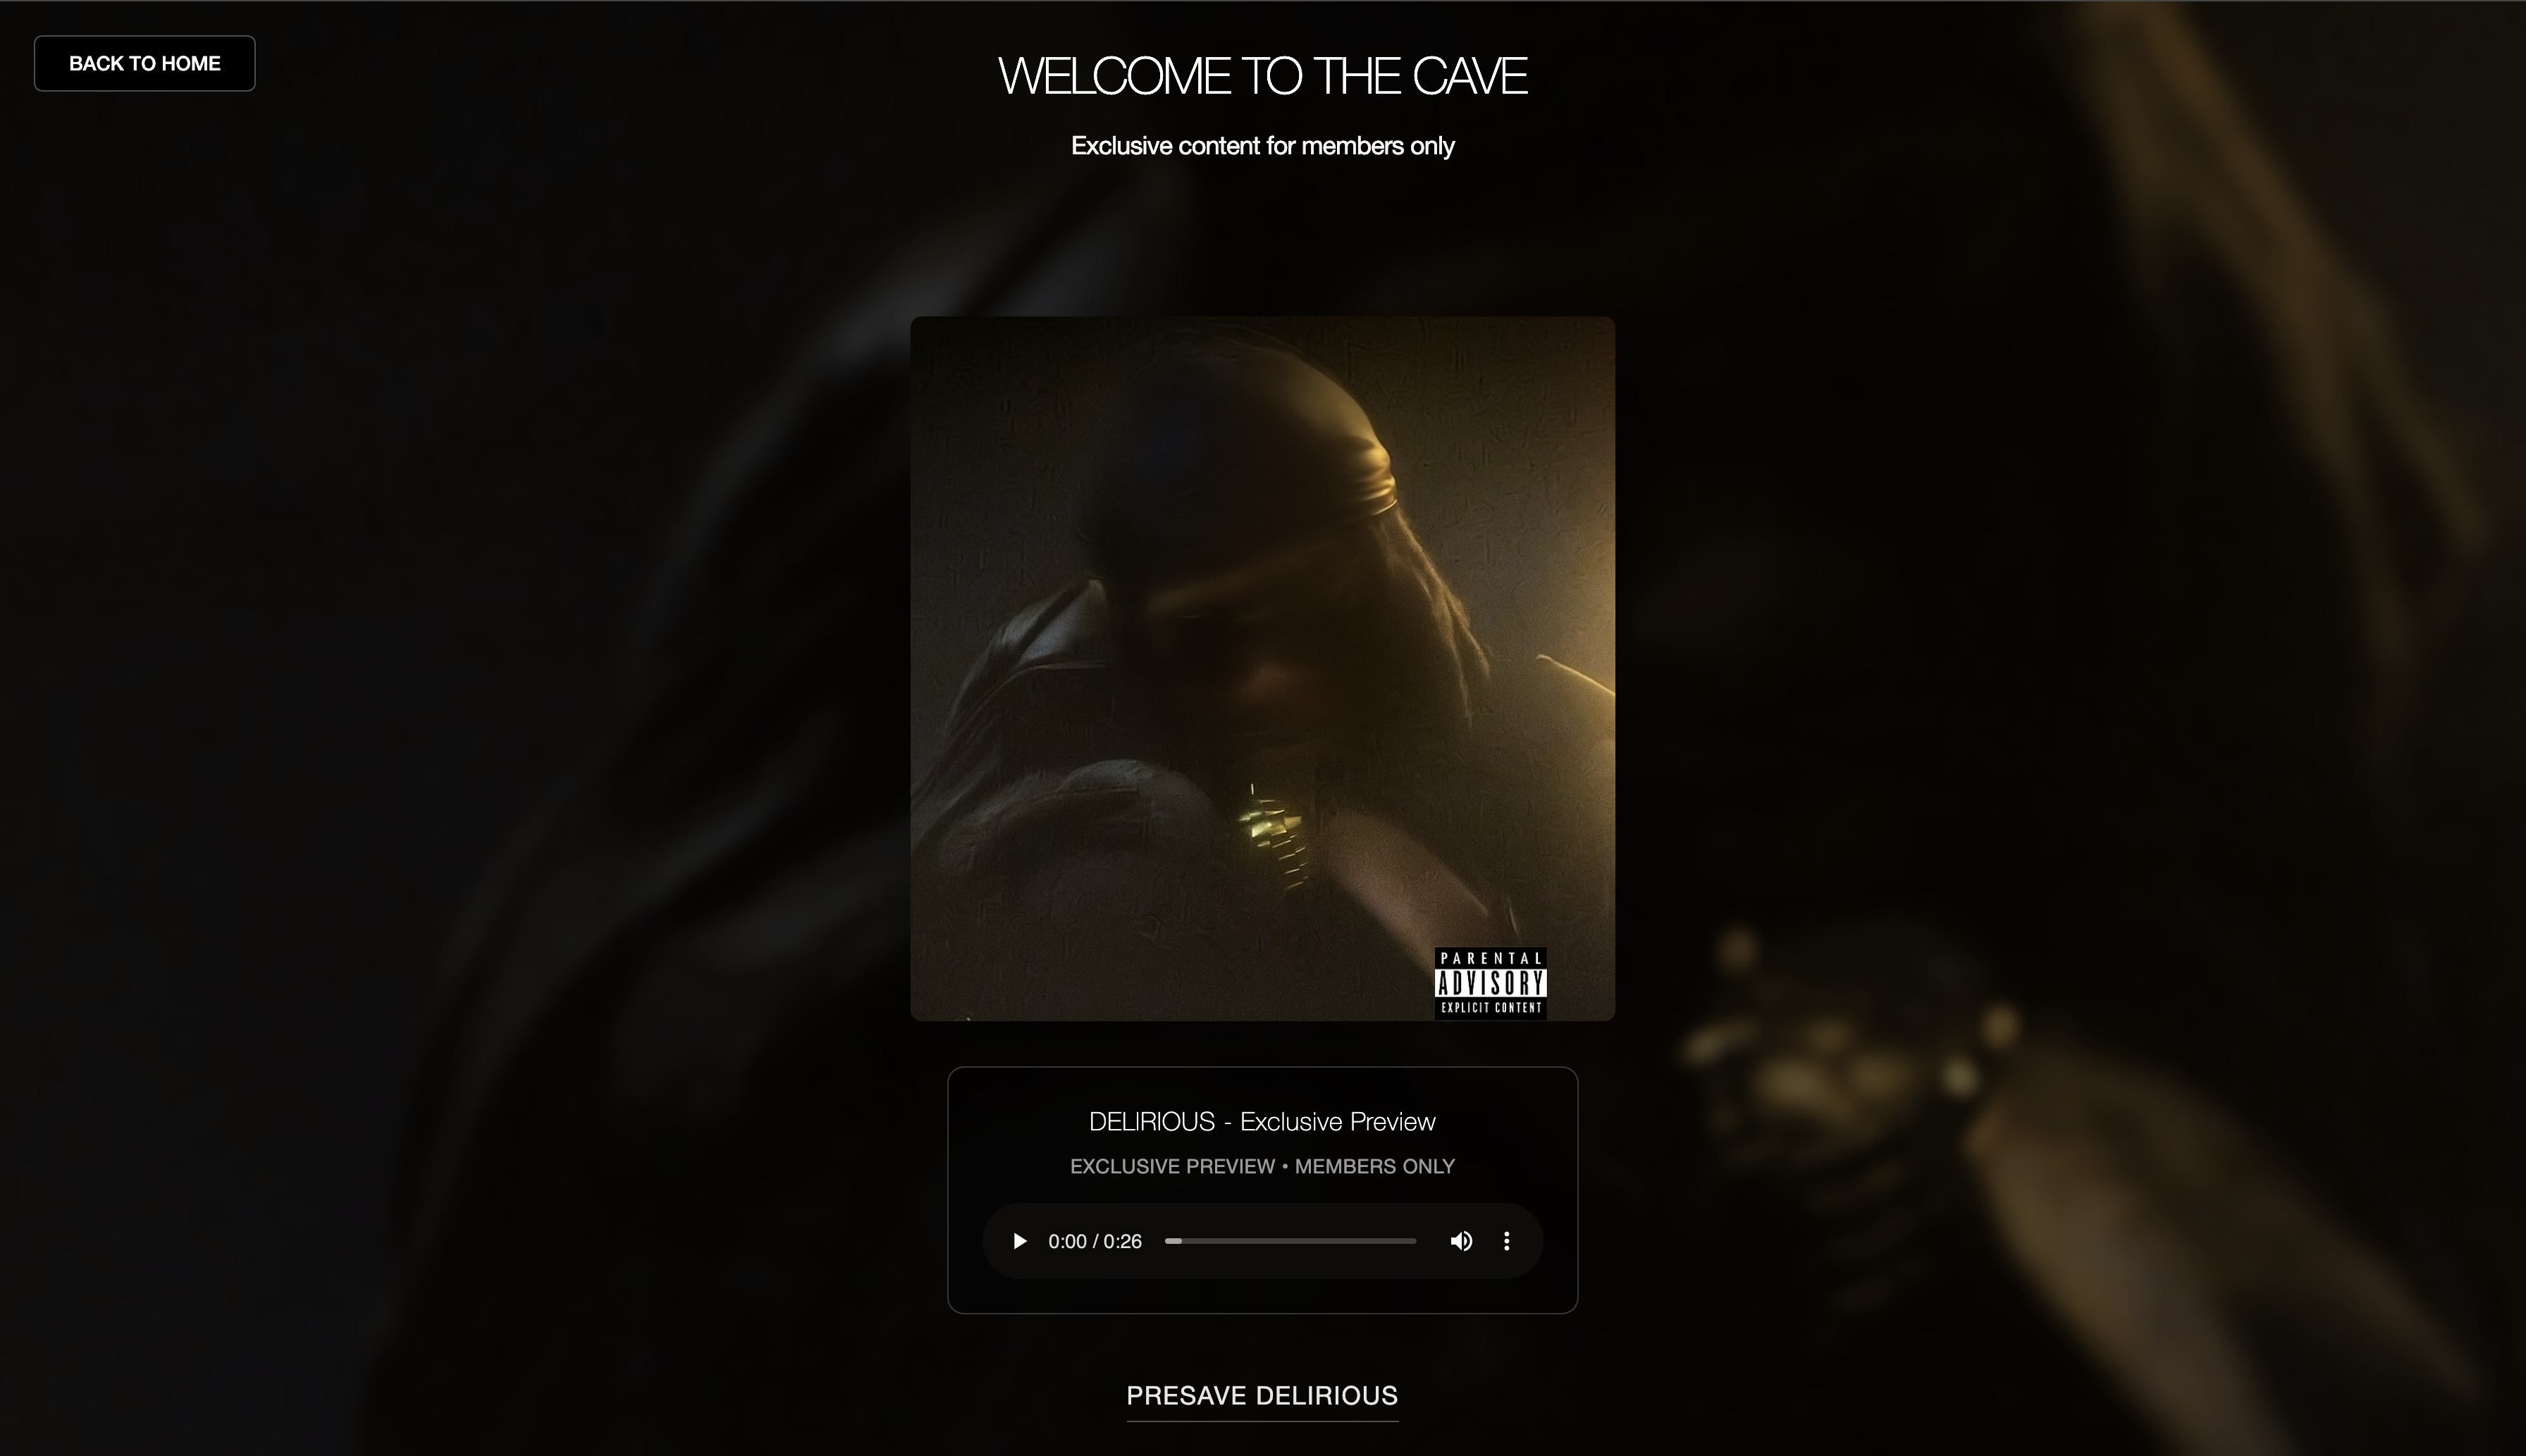 BACK TO HOME
WELCOME TO THE CAVE
Exclusive content for members only
PARENTAL
ADVISORY
EXPLICIT CONTENT
DELIRIOUS - Exclusive Preview
EXCLUSIVE PREVIEW • MEMBERS ONLY
0:00 / 0:26
PRESAVE DELIRIOUS